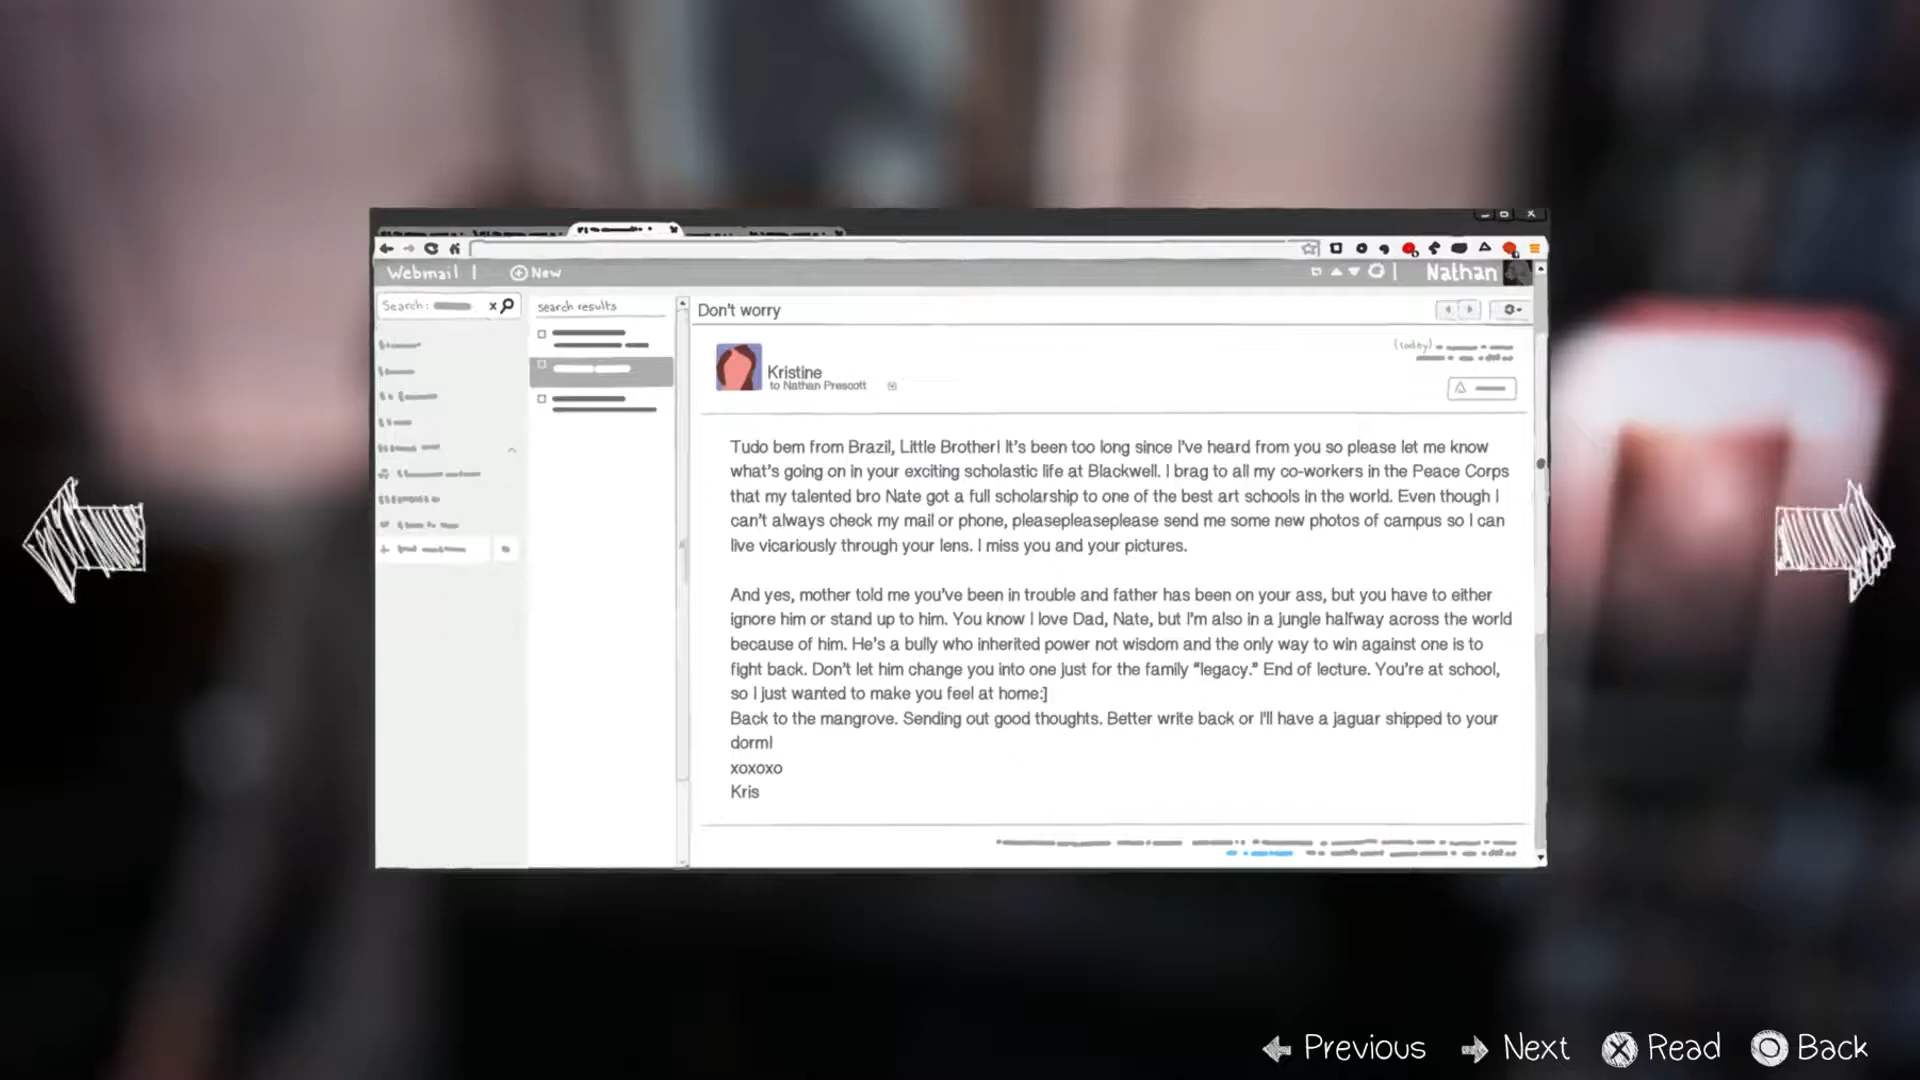 Webmail |
New
Nathan
Search:
x
search results
Don't worry
(today)
Kristine
to Nathan Prescott
Tudo bem from Brazil, Little Brother! It's been too long since I've heard from you so please let me know
what's going on in your exciting scholastic life at Blackwell. I brag to all my co-workers in the Peace Corps
that my talented bro Nate got a full scholarship to one of the best art schools in the world. Even though I
can't always check my mail or phone, pleasepleaseplease send me some new photos of campus so I can
live vicariously through your lens. I miss you and your pictures.
And yes, mother told me you've been in trouble and father has been on your ass, but you have to either
ignore him or stand up to him. You know I love Dad, Nate, but I'm also in a jungle halfway across the world
because of him. He's a bully who inherited power not wisdom and the only way to win against one is to
fight back. Don't let him change you into one just for the family “legacy.” End of lecture. You're at school,
so I just wanted to make you feel at home:]
Back to the mangrove. Sending out good thoughts. Better write back or I'll have a jaguar shipped to your
dorm!
xoxoxo
Kris
Previous
Next
Read
Back